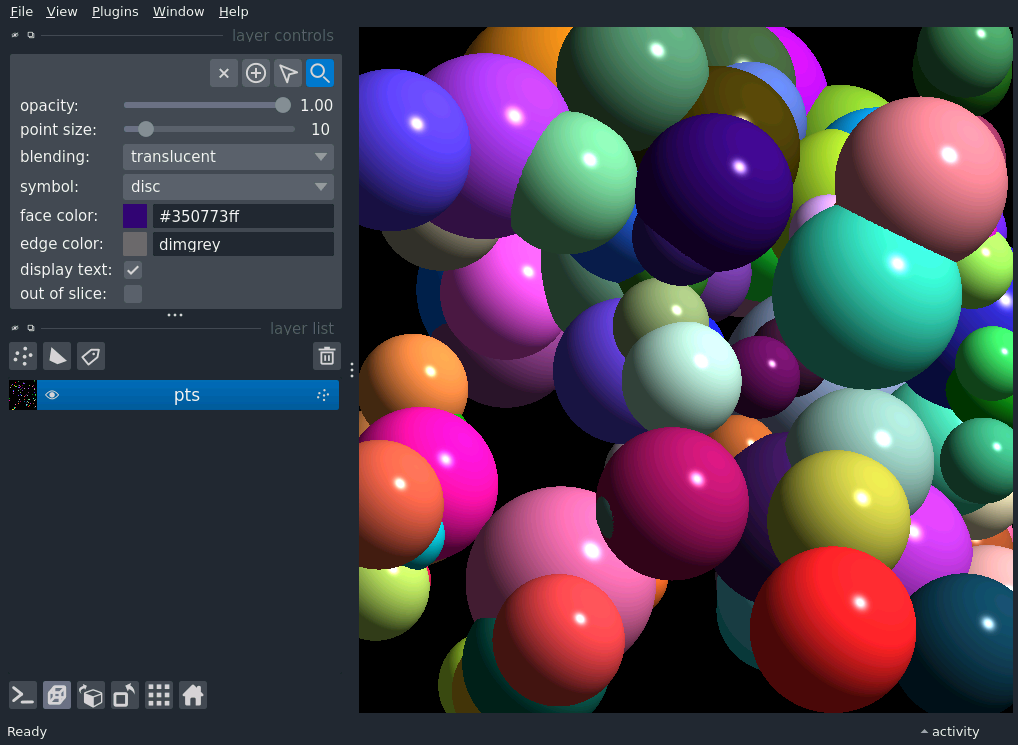 File View Plugins Window Help
layer controls
opacity: 1.00
point size: 10
blending: translucent
symbol: disc
face color: #350773ff
edge color: dimgrey
display text:
out of slice:
layer list
pts
Ready activity